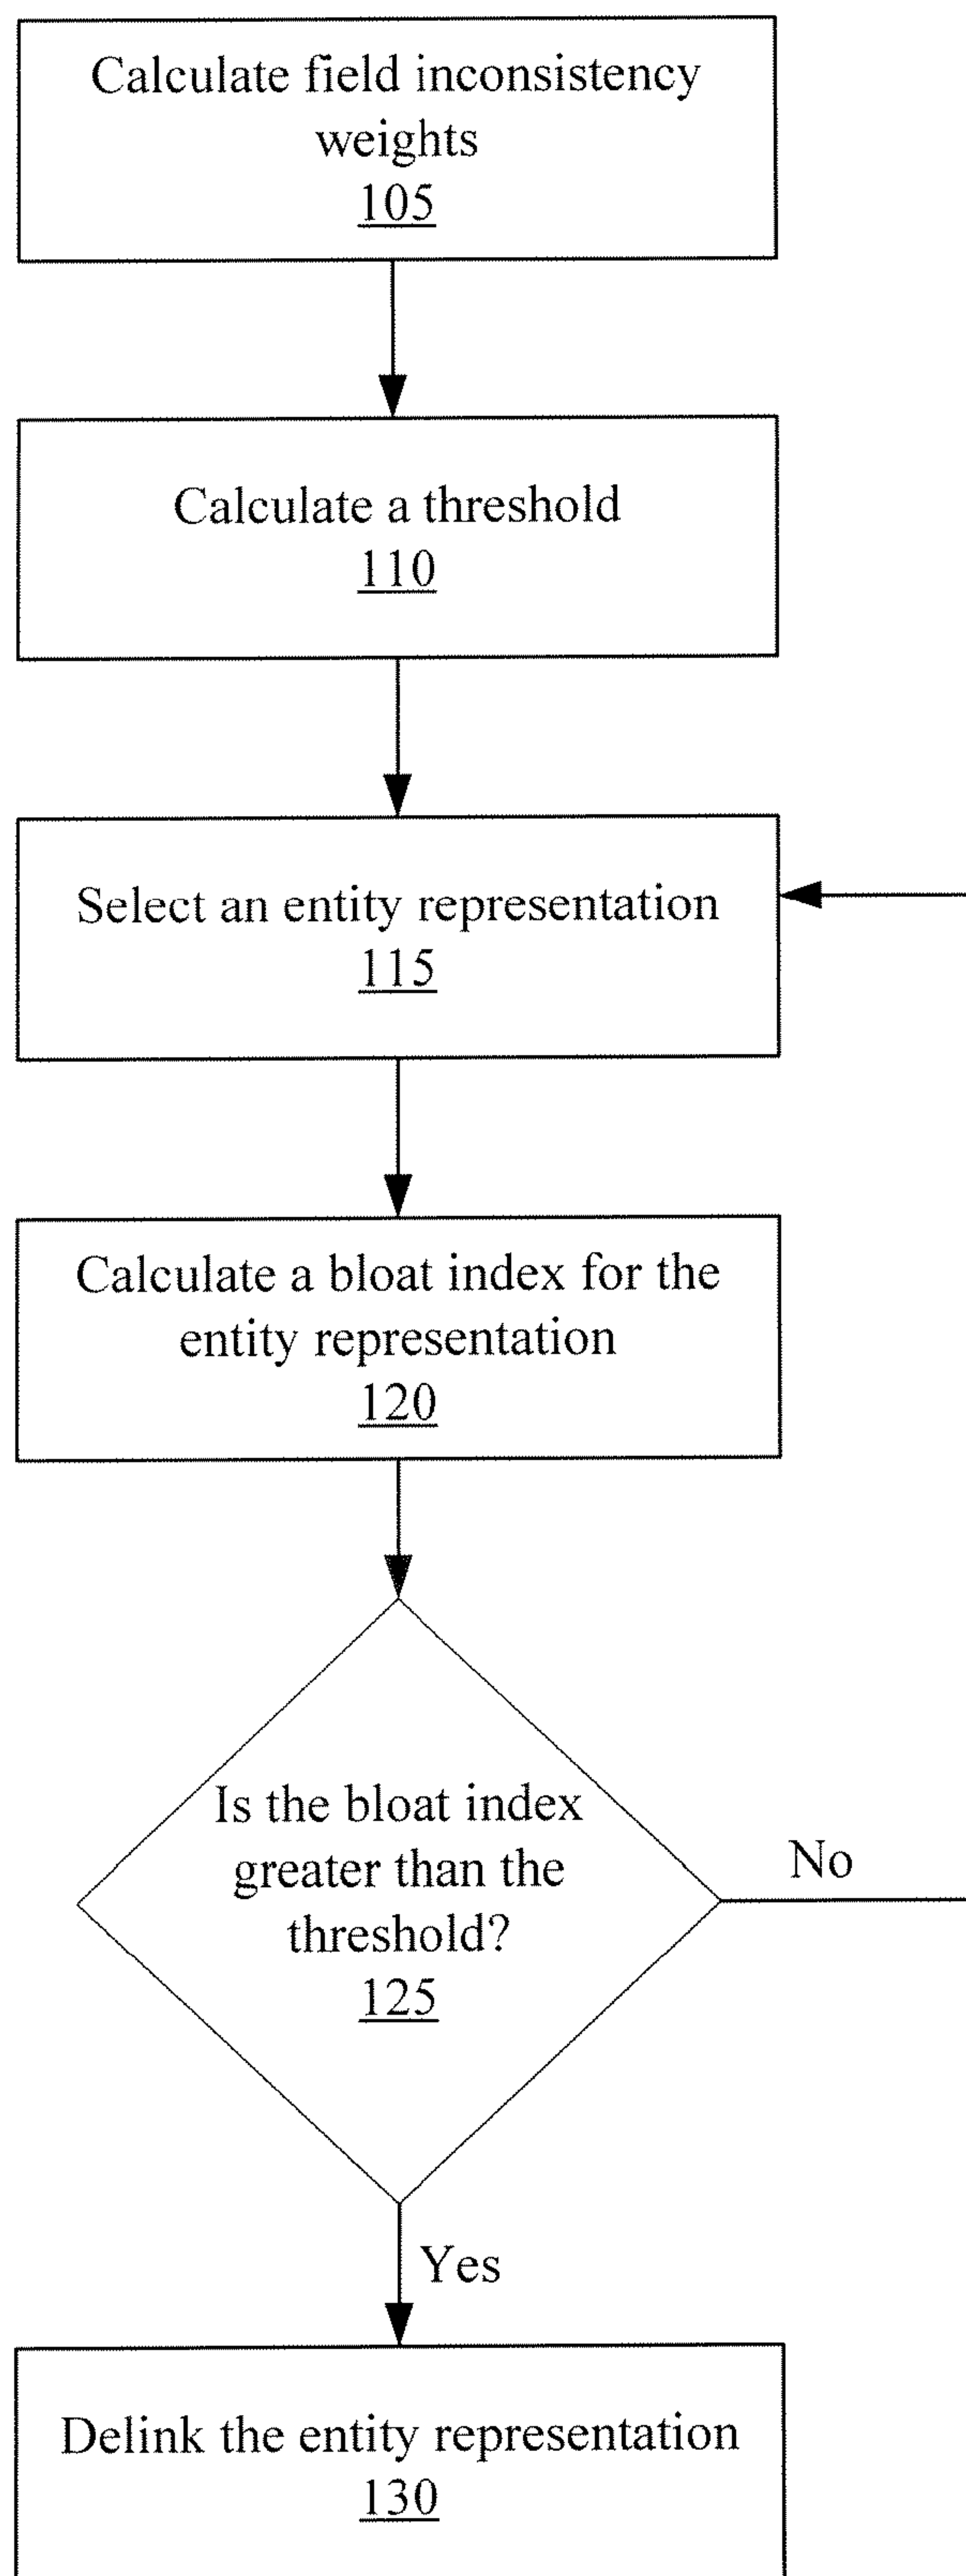 Calculate field inconsistency
weights
105
Calculate a threshold
110
Select an entity representation
115
Calculate a bloat index for the
entity representation
120
Is the bloat index
greater than the
threshold?
125
No
Yes
Delink the entity representation
130